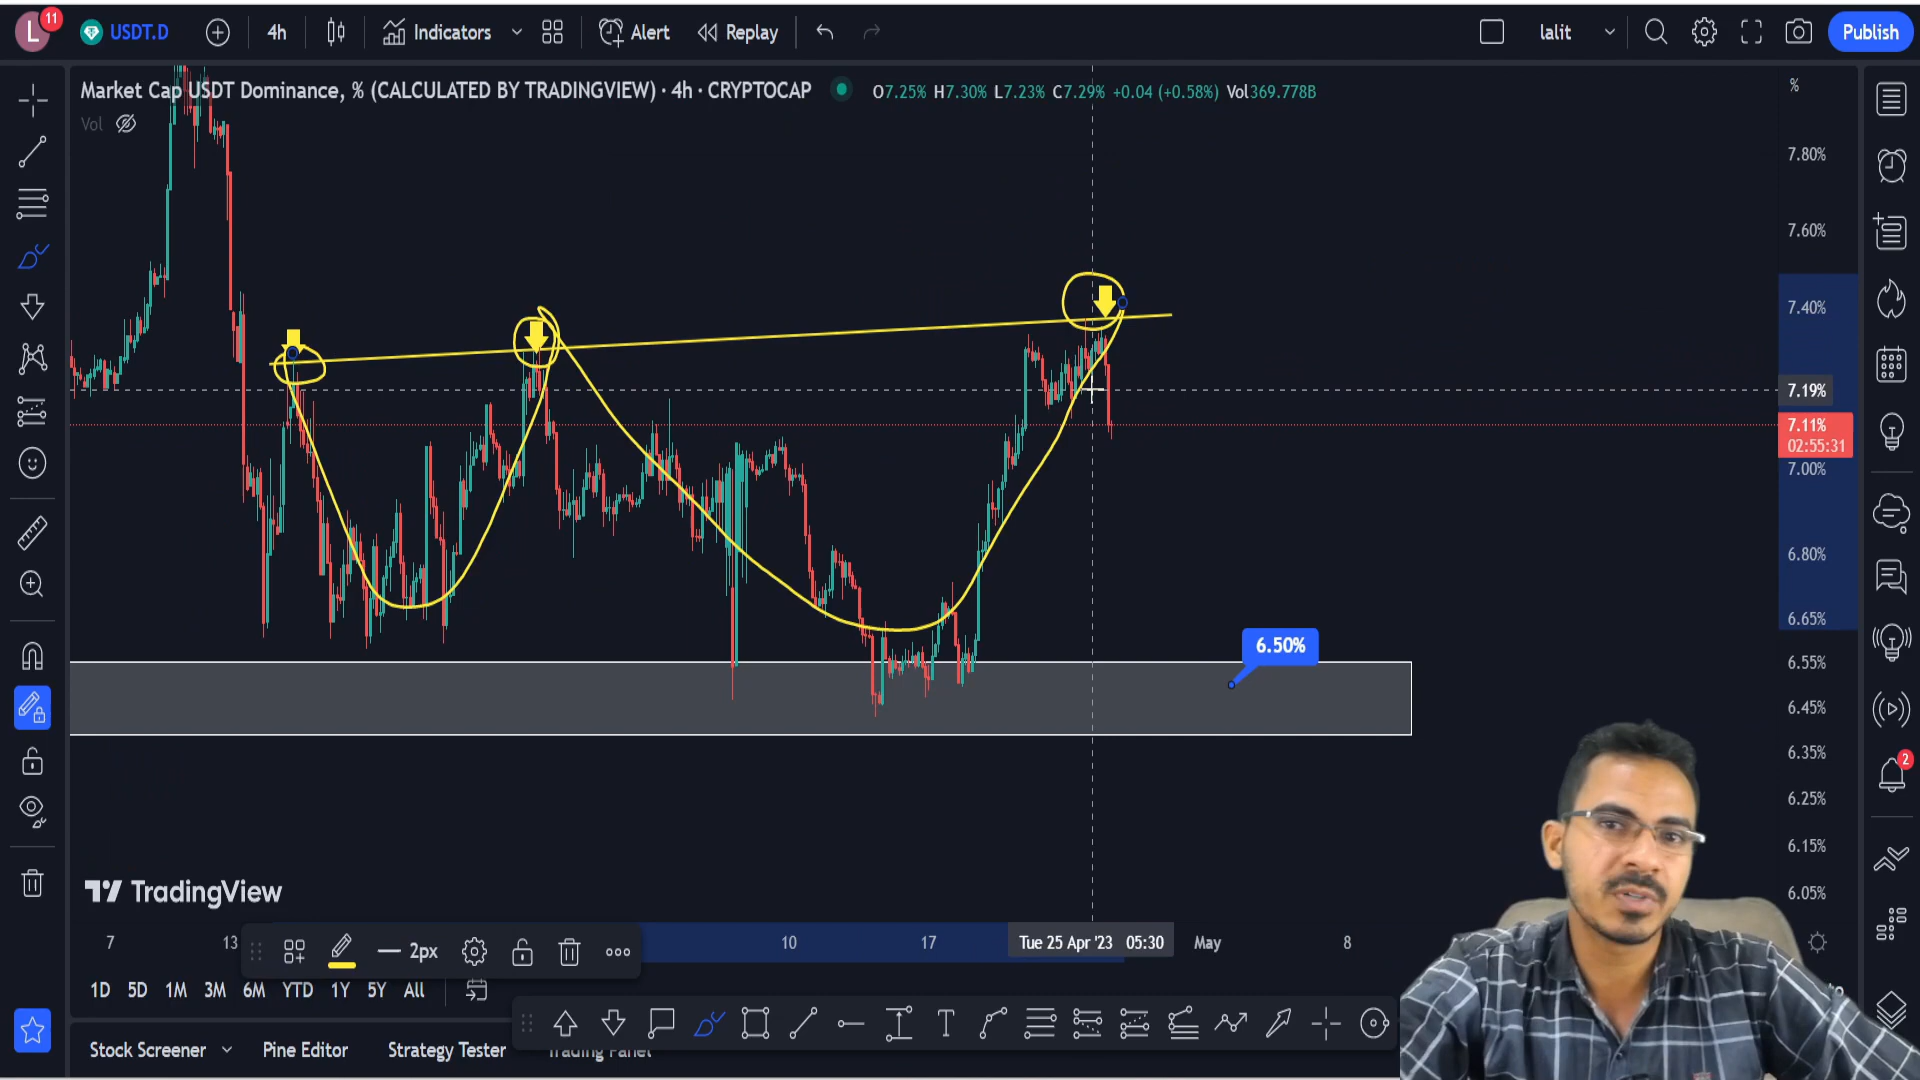 L 11 USDT.D 4h Indicators Alert Replay lalit Publish
Market Cap USDT Dominance, % (CALCULATED BY TRADINGVIEW) · 4h · CRYPTOCAP O7.25% H7.30% L7.23% C7.29% +0.04 (+0.58%) Vol369.778B %
Vol
7.80%
7.60%
7.40%
7.19%
7.11%
02:55:31
7.00%
6.80%
6.65%
6.50%
6.55%
6.45%
6.35%
2
6.25%
6.15%
6.05%
TradingView
7 13 10 17 Tue 25 Apr '23 05:30 May 8
2px
1D 5D 1M 3M 6M YTD 1Y 5Y All
T
Stock Screener Pine Editor Strategy Tester Trading Panel